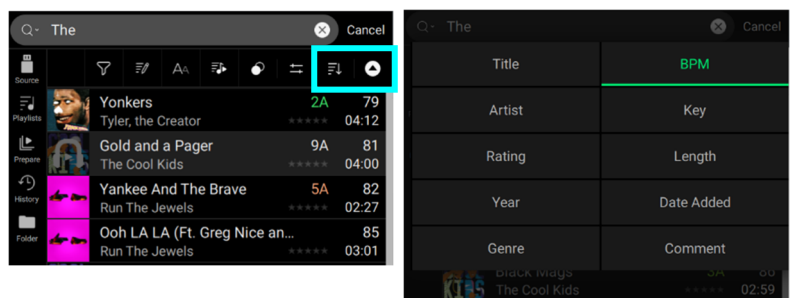 The
Cancel
Source
AA
Playlists
Prepare
History
Folder
Yonkers 2A 79
Tyler, the Creator 04:12
Gold and a Pager 9A 81
The Cool Kids 04:00
Yankee And The Brave 5A 82
Run The Jewels 02:27
Ooh LA LA (Ft. Greg Nice an... 85
Run The Jewels 03:01
The
Cancel
Title BPM
Artist Key
Rating Length
Year Date Added
Genre Comment
Black Mags 3A 86
The Cool Kids 02:59